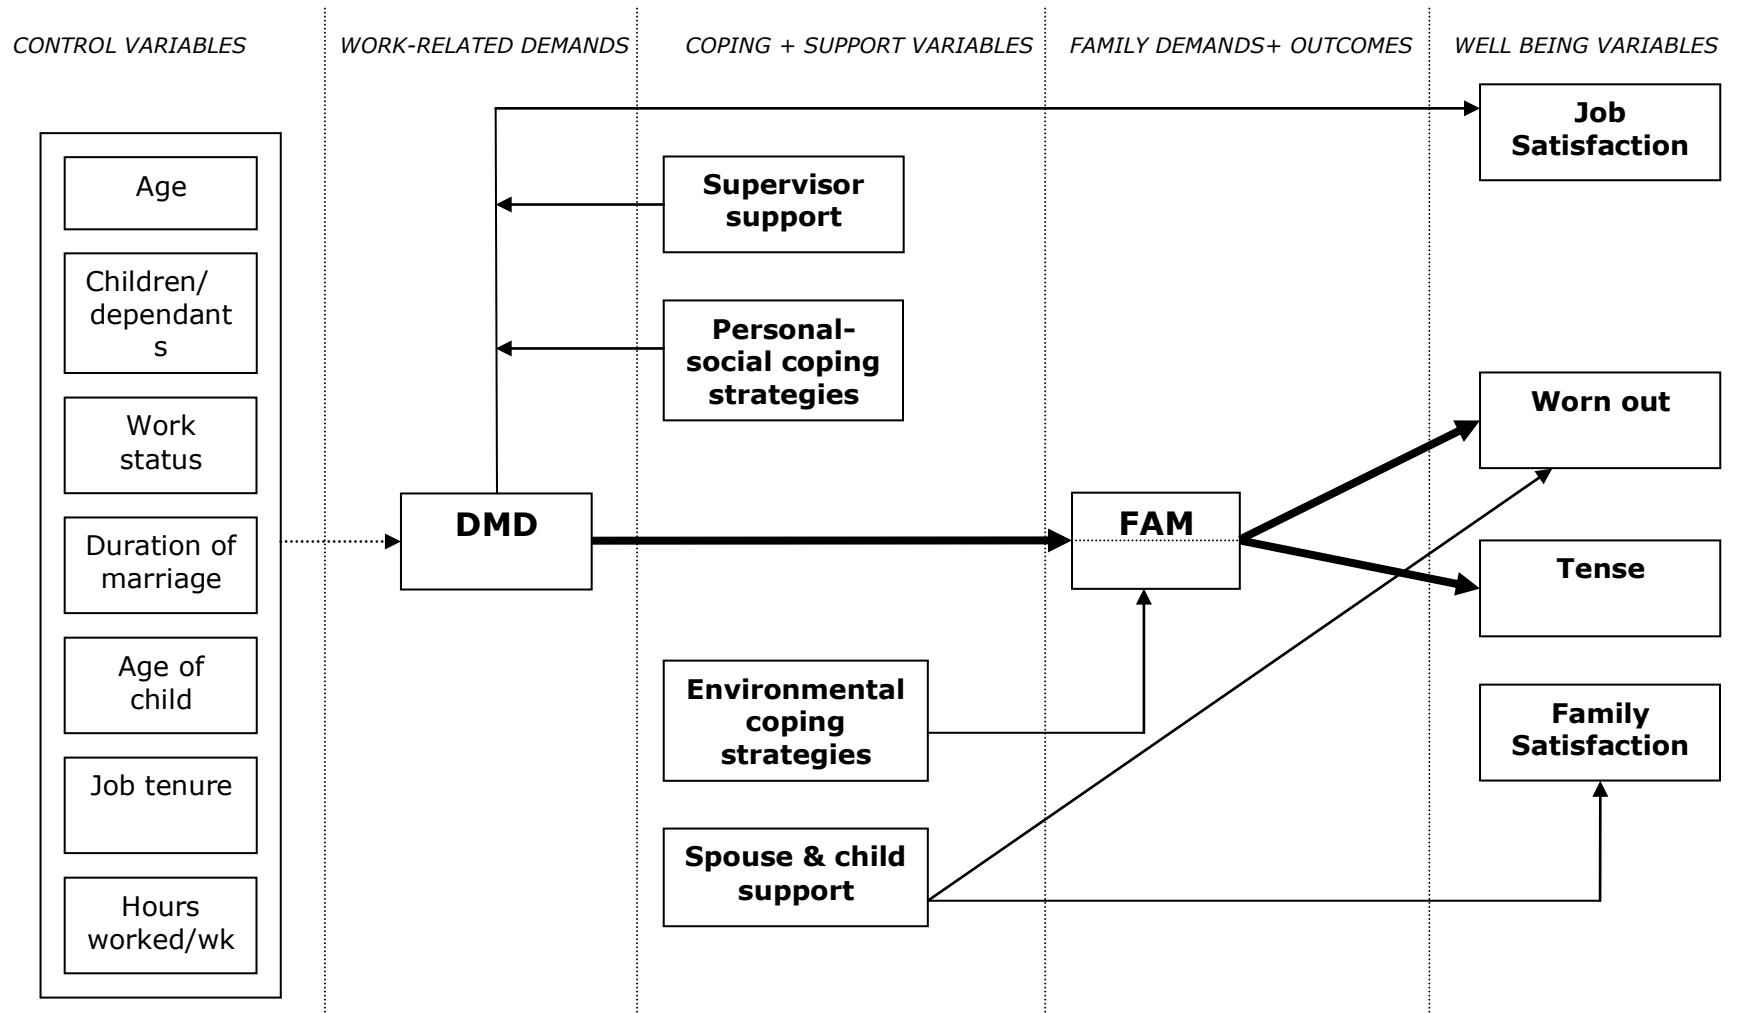 CONTROL VARIABLES
WORK-RELATED DEMANDS
COPING + SUPPORT VARIABLES
FAMILY DEMANDS+ OUTCOMES
WELL BEING VARIABLES
Age
Children/
dependant
s
Work
status
Duration of
marriage
Age of
child
Job tenure
Hours
worked/wk
DMD
Supervisor
support
Personal-
social coping
strategies
Environmental
coping
strategies
Spouse & child
support
FAM
Job
Satisfaction
Worn out
Tense
Family
Satisfaction